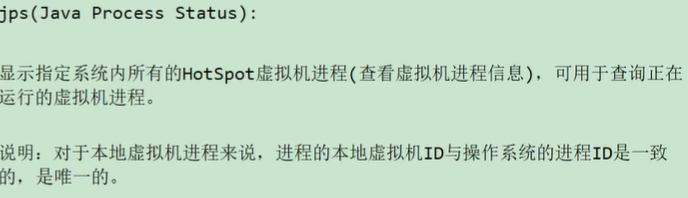 jps(Java Process Status):
显示指定系统内所有的HotSpot虚拟机进程(查看虚拟机进程信息)，可用于查询正在
运行的虚拟机进程。
说明：对于本地虚拟机进程来说，进程的本地虚拟机ID与操作系统的进程ID是一致
的，是唯一的。